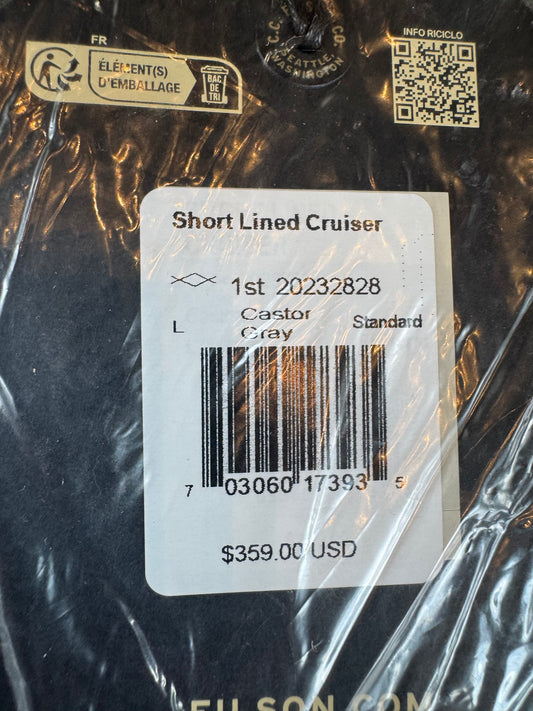 FR
ÉLÉMENT(S)
D'EMBALLAGE
BAC
DE
TRI
C.C. CO.
SEATTLE,
WASHINGTON
INFO RICICLO
Short Lined Cruiser
1st 20232828
L Castor Gray Standard
7 03060 17393 5
$359.00 USD
FILSON.COM